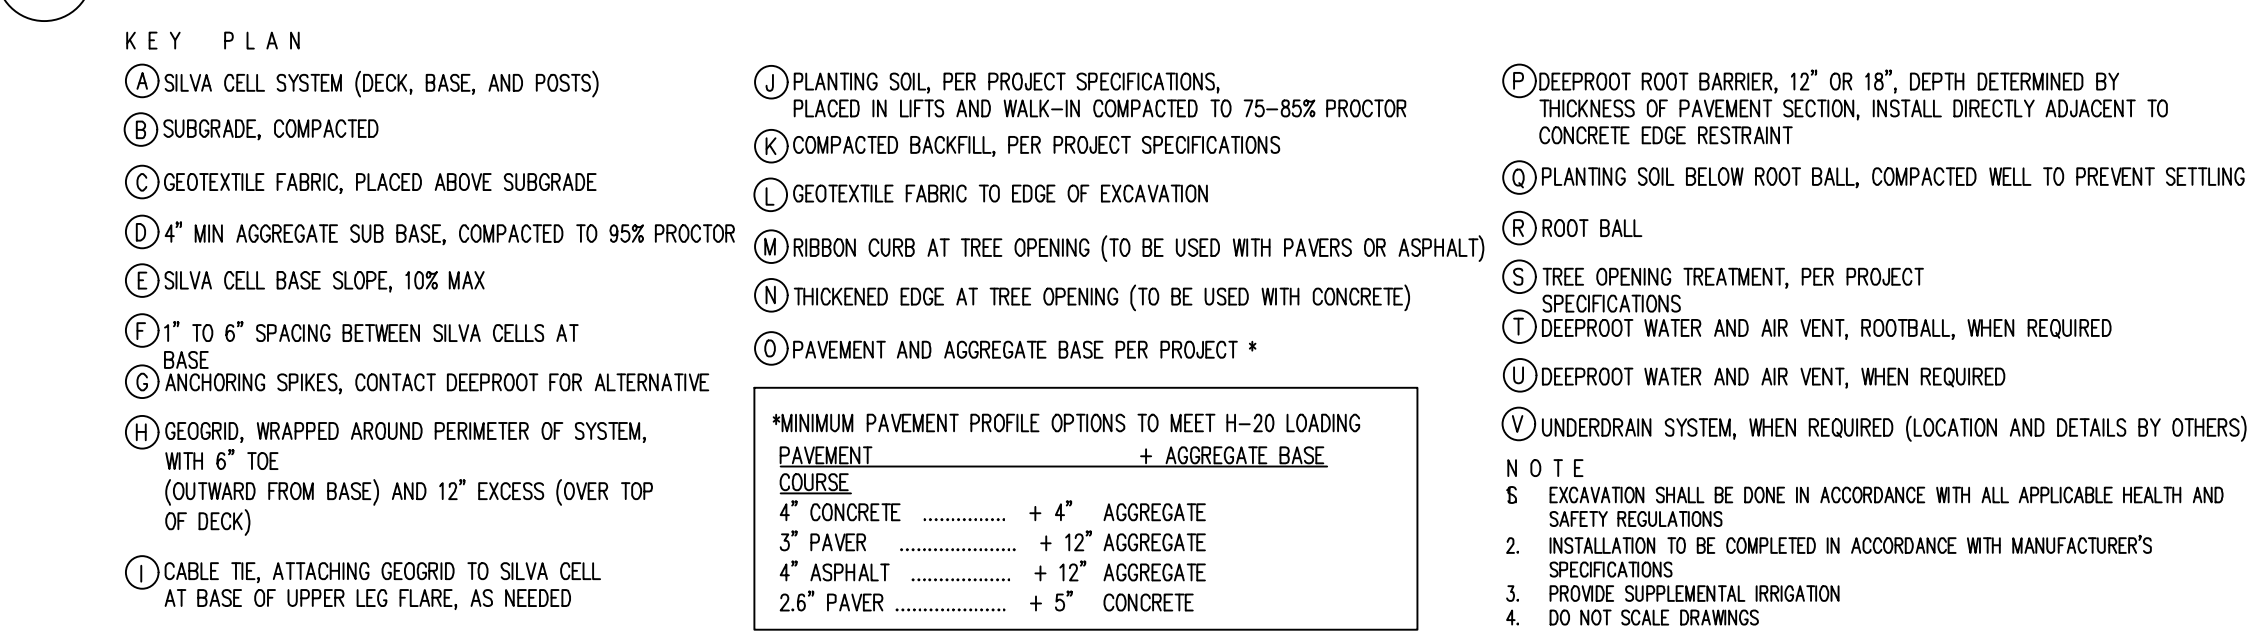 KEY PLAN
A SILVA CELL SYSTEM (DECK, BASE, AND POSTS)
B SUBGRADE, COMPACTED
C GEOTEXTILE FABRIC, PLACED ABOVE SUBGRADE
D 4" MIN AGGREGATE SUB BASE, COMPACTED TO 95% PROCTOR
E SILVA CELL BASE SLOPE, 10% MAX
F 1" TO 6" SPACING BETWEEN SILVA CELLS AT
BASE
G ANCHORING SPIKES, CONTACT DEEPROOT FOR ALTERNATIVE
H GEOGRID, WRAPPED AROUND PERIMETER OF SYSTEM,
WITH 6" TOE
(OUTWARD FROM BASE) AND 12" EXCESS (OVER TOP
OF DECK)
I CABLE TIE, ATTACHING GEOGRID TO SILVA CELL
AT BASE OF UPPER LEG FLARE, AS NEEDED
J PLANTING SOIL, PER PROJECT SPECIFICATIONS,
PLACED IN LIFTS AND WALK-IN COMPACTED TO 75-85% PROCTOR
K COMPACTED BACKFILL, PER PROJECT SPECIFICATIONS
L GEOTEXTILE FABRIC TO EDGE OF EXCAVATION
M RIBBON CURB AT TREE OPENING (TO BE USED WITH PAVERS OR ASPHALT)
N THICKENED EDGE AT TREE OPENING (TO BE USED WITH CONCRETE)
O PAVEMENT AND AGGREGATE BASE PER PROJECT *
*MINIMUM PAVEMENT PROFILE OPTIONS TO MEET H-20 LOADING
PAVEMENT + AGGREGATE BASE
COURSE
4" CONCRETE ............... + 4" AGGREGATE
3" PAVER ..................... + 12" AGGREGATE
4" ASPHALT .................. + 12" AGGREGATE
2.6" PAVER .................... + 5" CONCRETE
P DEEPROOT ROOT BARRIER, 12" OR 18", DEPTH DETERMINED BY
THICKNESS OF PAVEMENT SECTION, INSTALL DIRECTLY ADJACENT TO
CONCRETE EDGE RESTRAINT
Q PLANTING SOIL BELOW ROOT BALL, COMPACTED WELL TO PREVENT SETTLING
R ROOT BALL
S TREE OPENING TREATMENT, PER PROJECT
SPECIFICATIONS
T DEEPROOT WATER AND AIR VENT, ROOTBALL, WHEN REQUIRED
U DEEPROOT WATER AND AIR VENT, WHEN REQUIRED
V UNDERDRAIN SYSTEM, WHEN REQUIRED (LOCATION AND DETAILS BY OTHERS)
NOTE
S
1. EXCAVATION SHALL BE DONE IN ACCORDANCE WITH ALL APPLICABLE HEALTH AND
SAFETY REGULATIONS
2. INSTALLATION TO BE COMPLETED IN ACCORDANCE WITH MANUFACTURER'S
SPECIFICATIONS
3. PROVIDE SUPPLEMENTAL IRRIGATION
4. DO NOT SCALE DRAWINGS